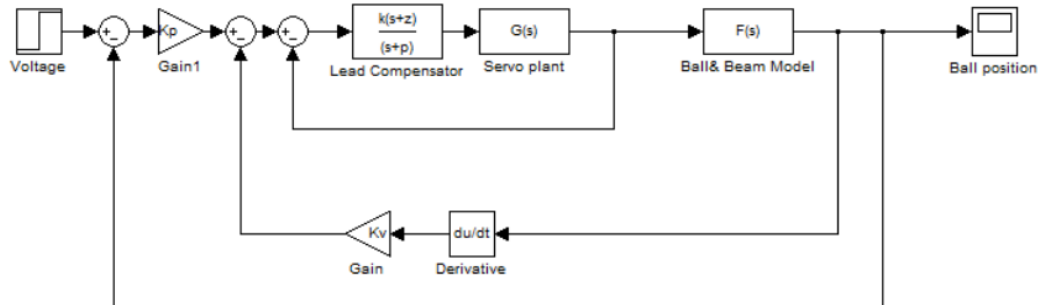 Voltage
Kp
Gain1
k(s+z)
(s+p)
Lead Compensator
G(s)
Servo plant
F(s)
Ball& Beam Model
Ball position
Kv
Gain
du/dt
Derivative